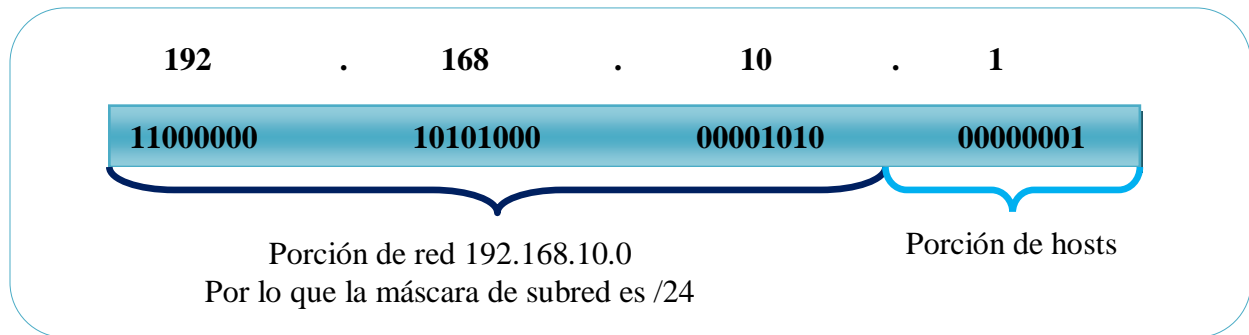 192 . 168 . 10 . 1
11000000 10101000 00001010 00000001
Porción de red 192.168.10.0
Por lo que la máscara de subred es /24
Porción de hosts